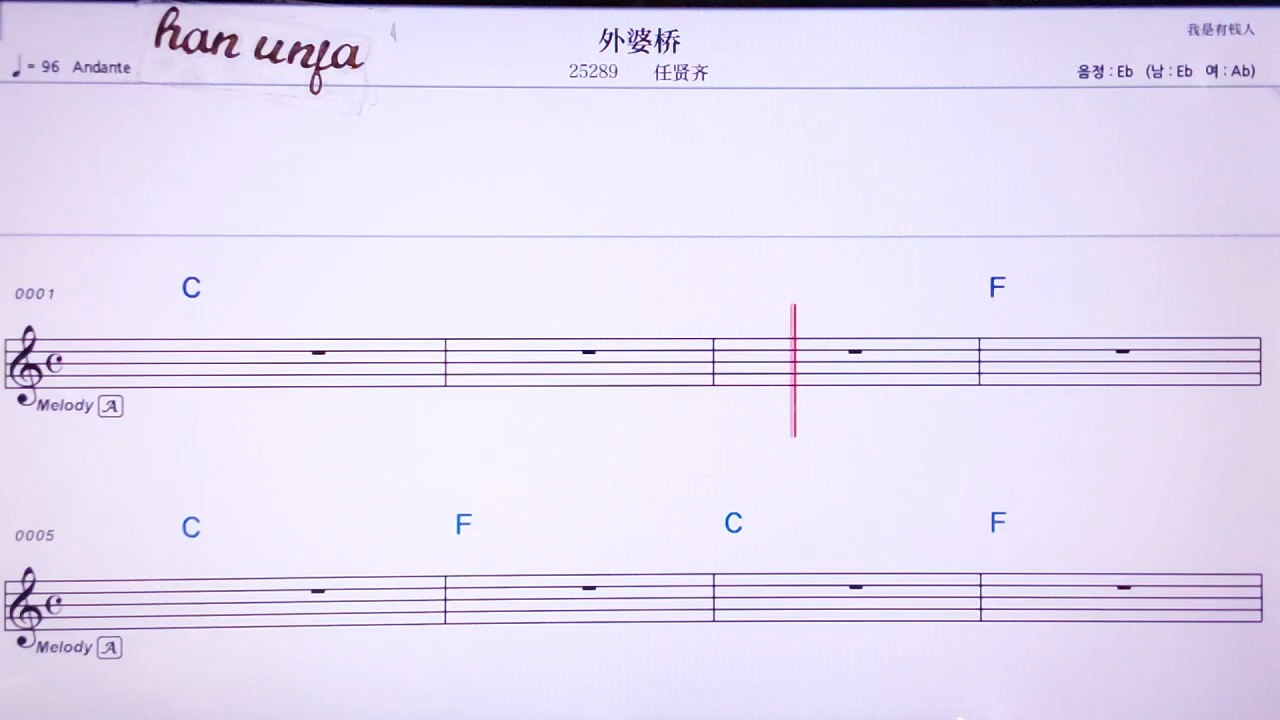 han unfa
外婆桥
我是有钱人
♩= 96 Andante
25289 任贤齐
음정 : Eb (남 : Eb 여 : Ab)
0001 C F
Melody A
0005 C F C F
Melody A